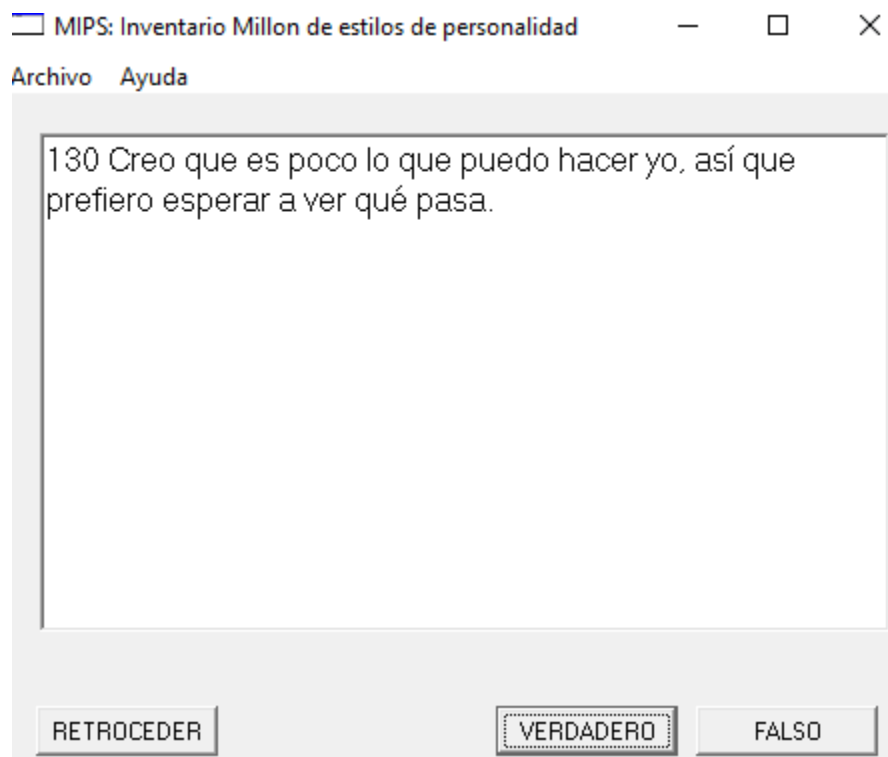 MIPS: Inventario Millon de estilos de personalidad
Archivo Ayuda
130 Creo que es poco lo que puedo hacer yo, así que
prefiero esperar a ver qué pasa.
RETROCEDER VERDADERO FALSO